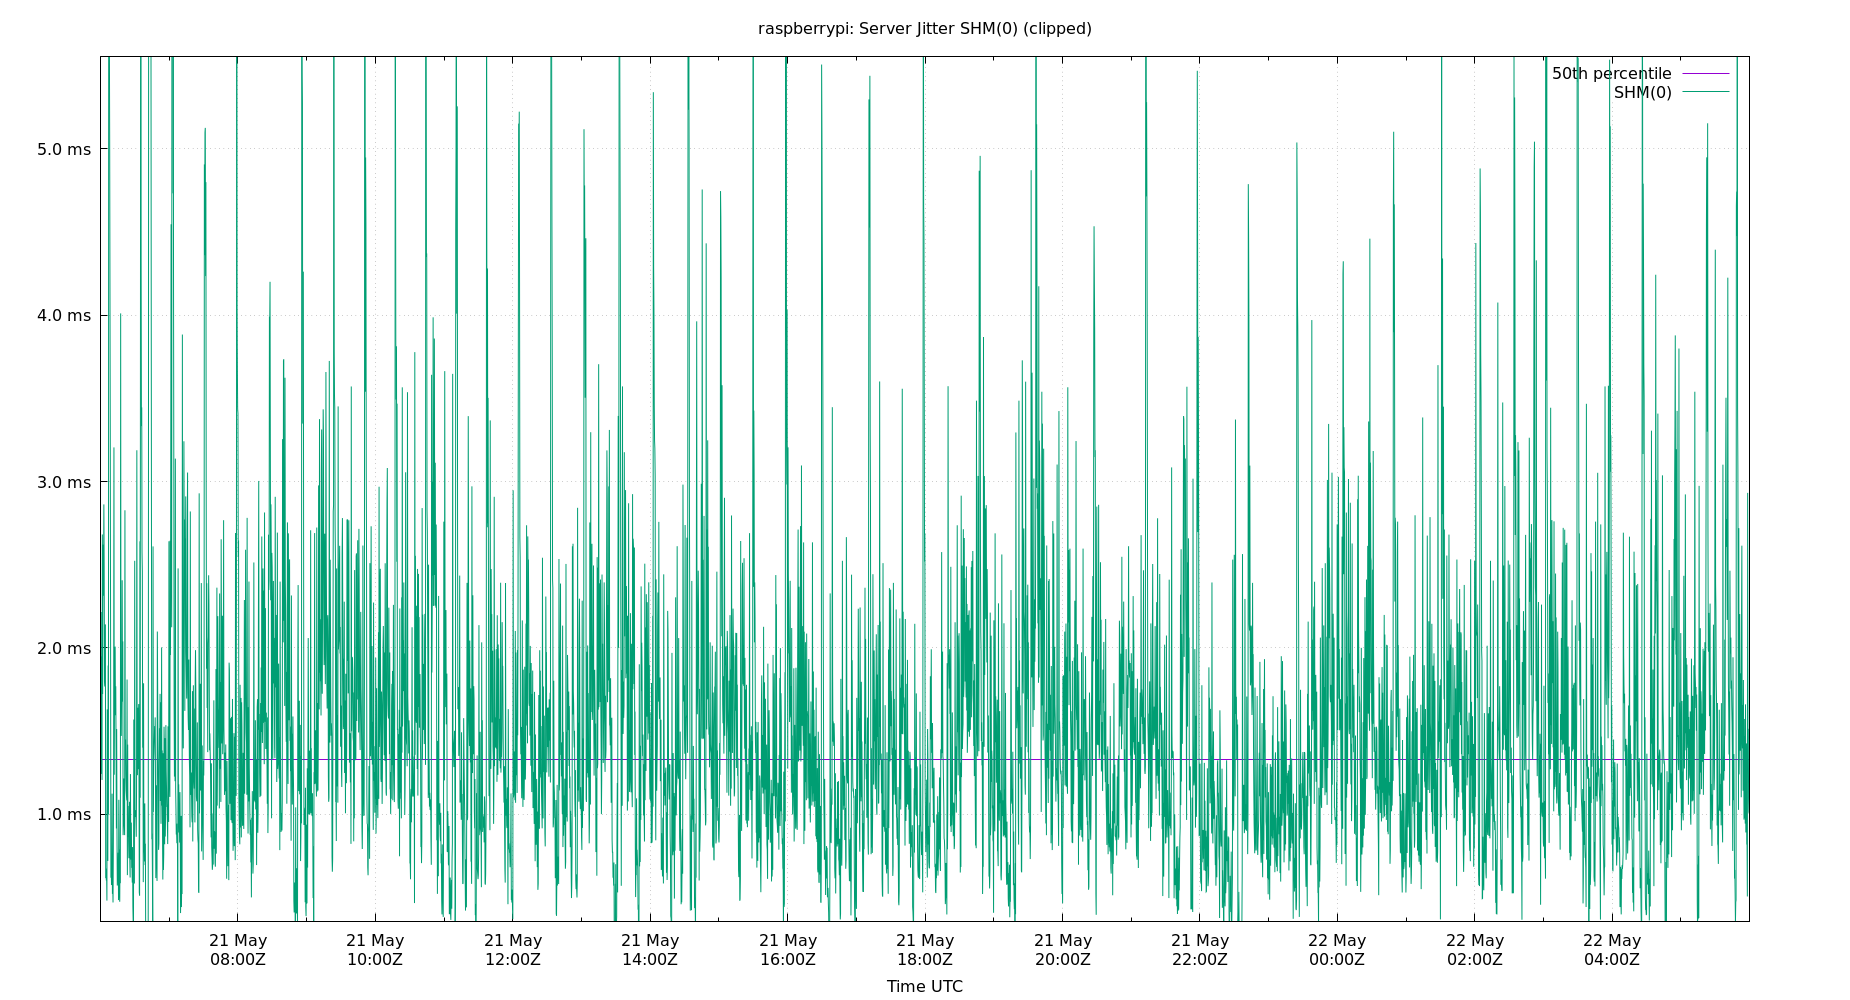 raspberrypi: Server Jitter SHM(0) (clipped)
50th percentile
SHM(0)
5.0 ms
4.0 ms
3.0 ms
2.0 ms
1.0 ms
21 May 21 May 21 May 21 May 21 May 21 May 21 May 21 May 22 May 22 May 22 May
08:00Z 10:00Z 12:00Z 14:00Z 16:00Z 18:00Z 20:00Z 22:00Z 00:00Z 02:00Z 04:00Z
Time UTC